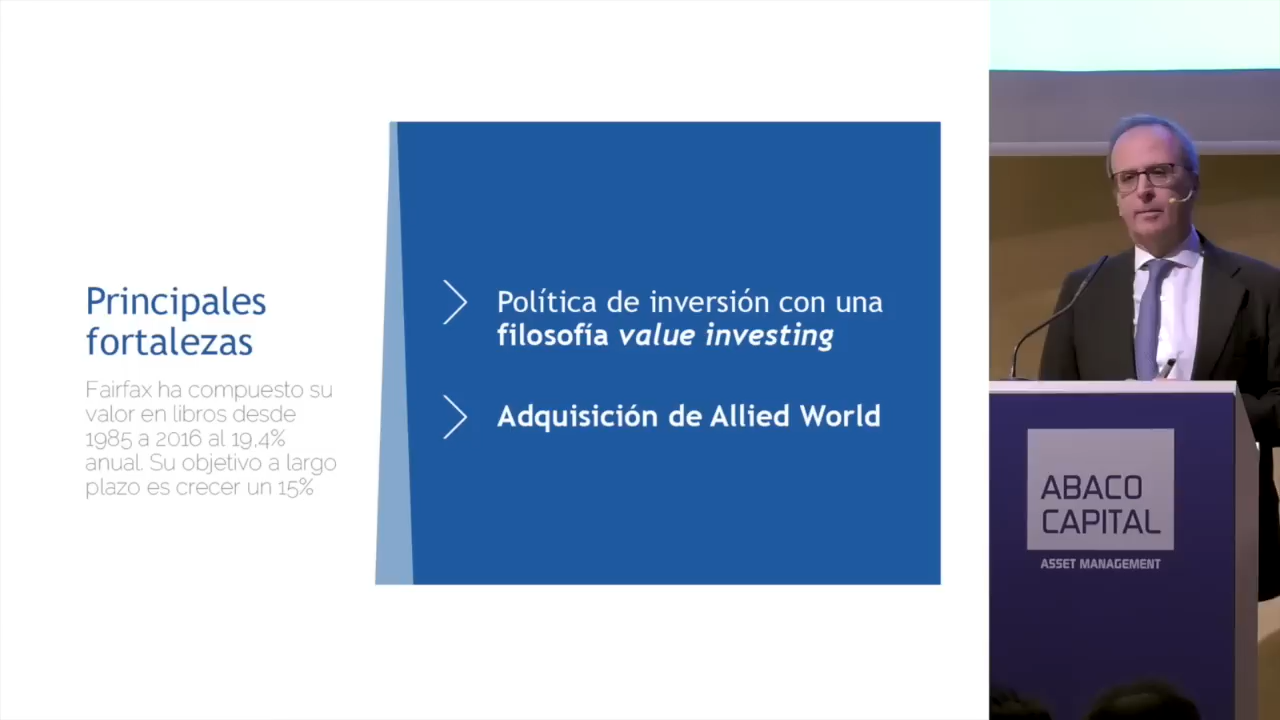 Principales
fortalezas
Fairfax ha compuesto su
valor en libros desde
1985 a 2016 al 19,4%
anual. Su objetivo a largo
plazo es crecer un 15%
Política de inversión con una
filosofía value investing
Adquisición de Allied World
ABACO
CAPITAL
ASSET MANAGEMENT